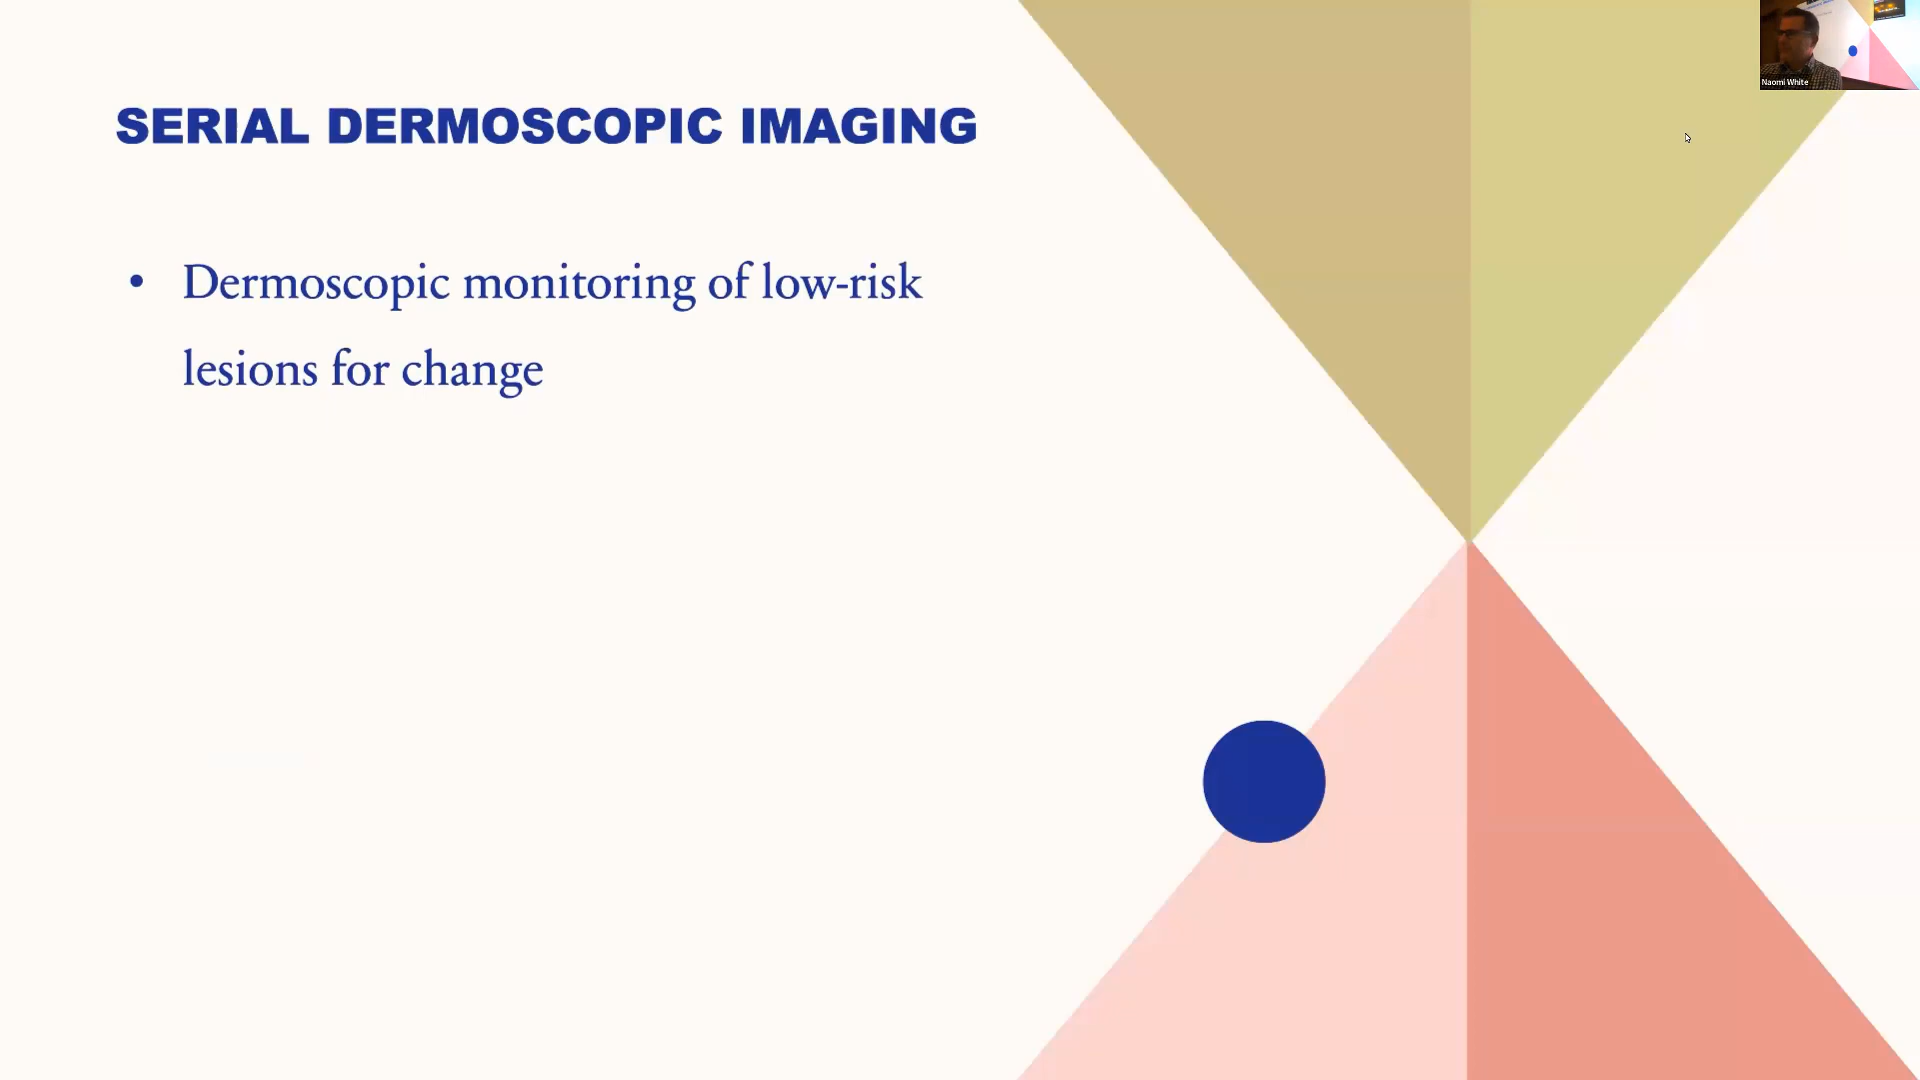 SERIAL DERMOSCOPIC IMAGING
• Dermoscopic monitoring of low-risk
lesions for change
Naomi White